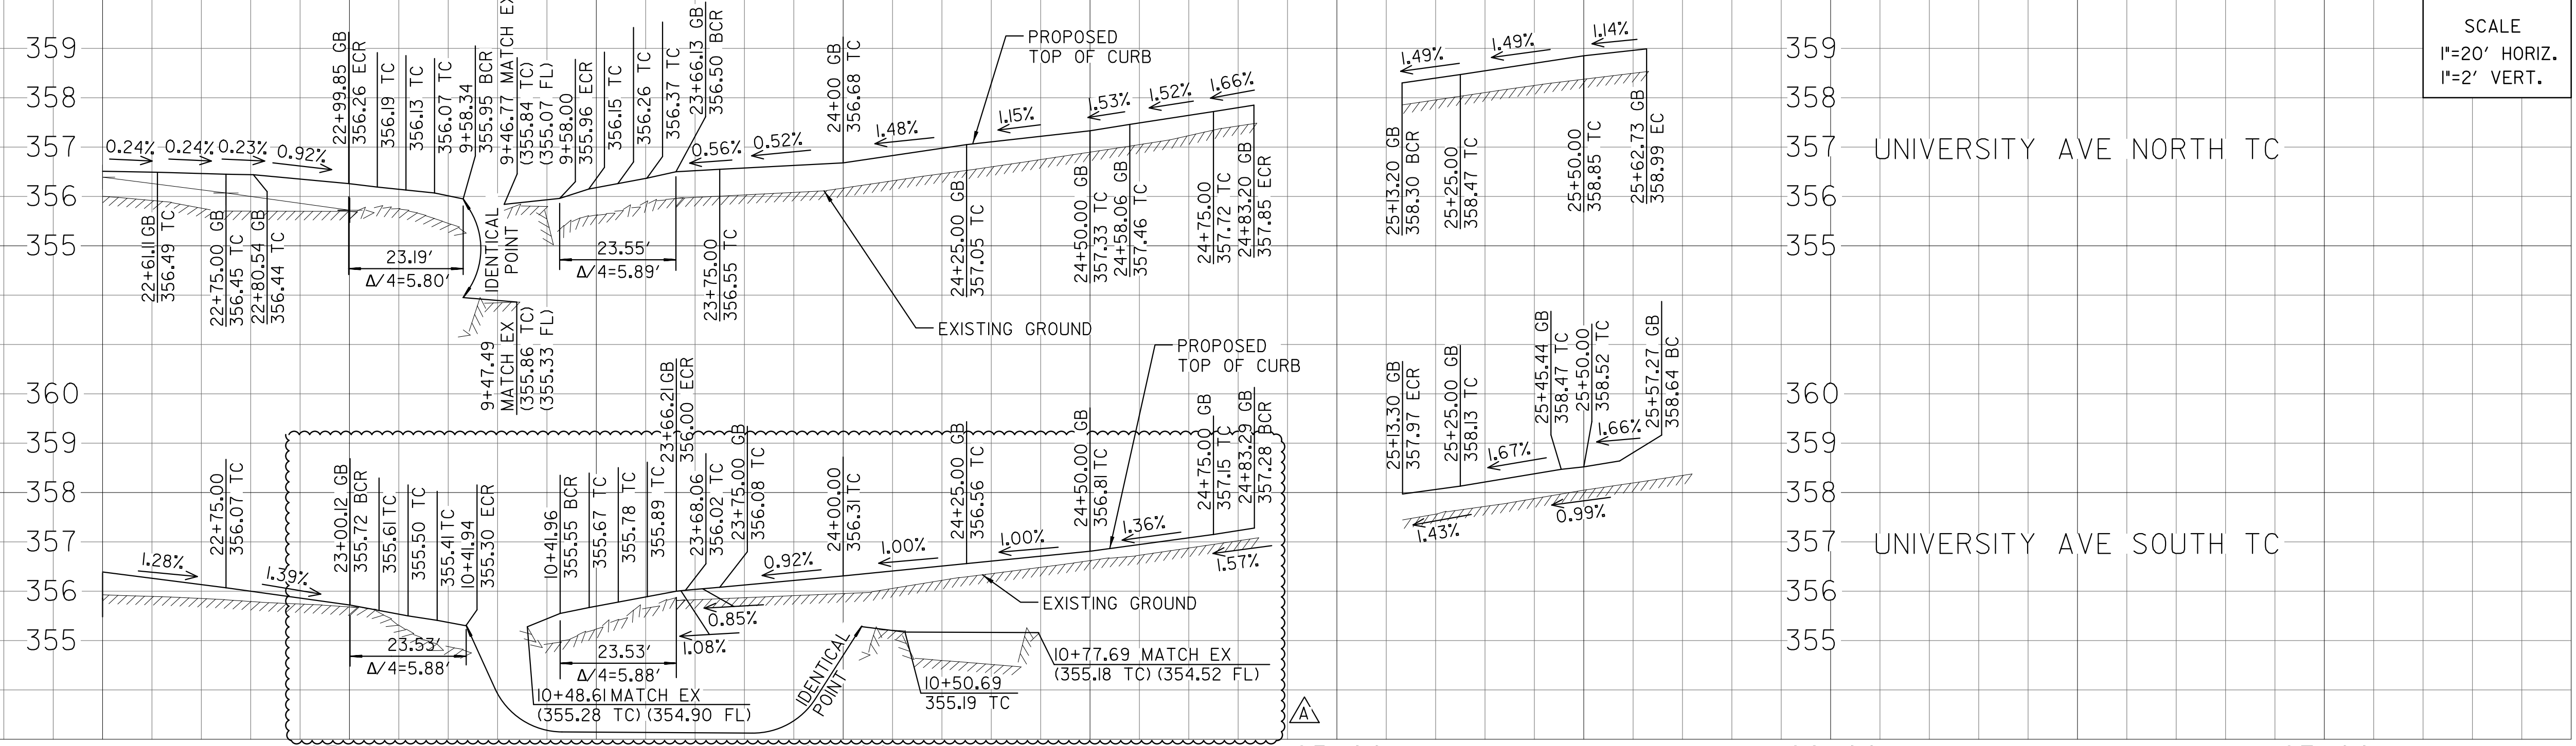 359
358
357
356
355
0.24%
0.24%
0.23%
0.92%
22+61.11 GB
356.49 TC
22+75.00 GB
356.45 TC
22+80.54 GB
356.44 TC
22+99.85 GB
356.26 ECR
356.19 TC
356.13 TC
356.07 TC
9+58.34
355.95 BCR
23.19'
Δ/4=5.80'
9+46.77 MATCH EX
(355.84 TC)
(355.07 FL)
IDENTICAL
POINT
9+47.49
MATCH EX
(355.86 TC)
(355.33 FL)
9+58.00
355.96 ECR
356.15 TC
356.26 TC
356.37 TC
23+66.13 GB
356.50 BCR
23.55'
Δ/4=5.89'
0.56%
0.52%
23+75.00
356.55 TC
24+00 GB
356.68 TC
1.48%
PROPOSED
TOP OF CURB
1.15%
1.53%
1.52%
1.66%
24+25.00 GB
357.05 TC
24+50.00 GB
357.33 TC
24+58.06 GB
357.46 TC
24+75.00
357.72 TC
24+83.20 GB
357.85 ECR
EXISTING GROUND
1.49%
1.49%
1.14%
25+13.20 GB
358.30 BCR
25+25.00
358.47 TC
25+50.00
358.85 TC
25+62.73 GB
358.99 EC
359
358
357
356
355
UNIVERSITY AVE NORTH TC
SCALE
1"=20' HORIZ.
1"=2' VERT.
360
359
358
357
356
355
1.28%
22+75.00
356.07 TC
1.39%
23+00.12 GB
355.72 BCR
355.61 TC
355.50 TC
355.41 TC
10+41.94
355.30 ECR
23.53'
Δ/4=5.88'
10+41.96
355.55 BCR
355.67 TC
355.78 TC
355.89 TC
23+66.21 GB
356.00 ECR
23+68.06
356.02 TC
23+75.00 GB
356.08 TC
0.85%
1.08%
23.53'
Δ/4=5.88'
10+48.61 MATCH EX
(355.28 TC) (354.90 FL)
IDENTICAL
POINT
0.92%
24+00.00
356.31 TC
1.00%
24+25.00 GB
356.56 TC
1.00%
24+50.00 GB
356.81 TC
1.36%
PROPOSED
TOP OF CURB
24+75.00 GB
357.15 TC
24+83.29 GB
357.28 BCR
1.57%
EXISTING GROUND
10+50.69
355.19 TC
10+77.69 MATCH EX
(355.18 TC) (354.52 FL)
A
25+13.30 GB
357.97 ECR
25+25.00 GB
358.13 TC
1.67%
25+45.44 GB
358.47 TC
25+50.00
358.52 TC
1.66%
25+57.27 GB
358.64 BC
1.43%
0.99%
360
359
358
357
356
355
UNIVERSITY AVE SOUTH TC